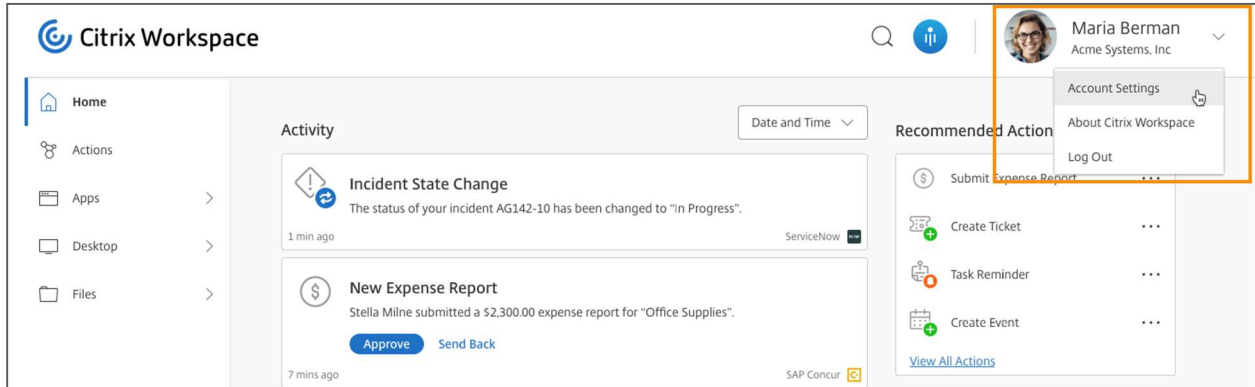 Citrix Workspace
Maria Berman
Acme Systems, Inc
Account Settings
About Citrix Workspace
Log Out
Home
Actions
Apps
Desktop
Files
Activity
Date and Time
Incident State Change
The status of your incident AG142-10 has been changed to “In Progress”.
1 min ago
ServiceNow
New Expense Report
Stella Milne submitted a $2,300.00 expense report for “Office Supplies”.
Approve
Send Back
7 mins ago
SAP Concur
Recommended Action
Submit Expense Report
Create Ticket
Task Reminder
Create Event
View All Actions